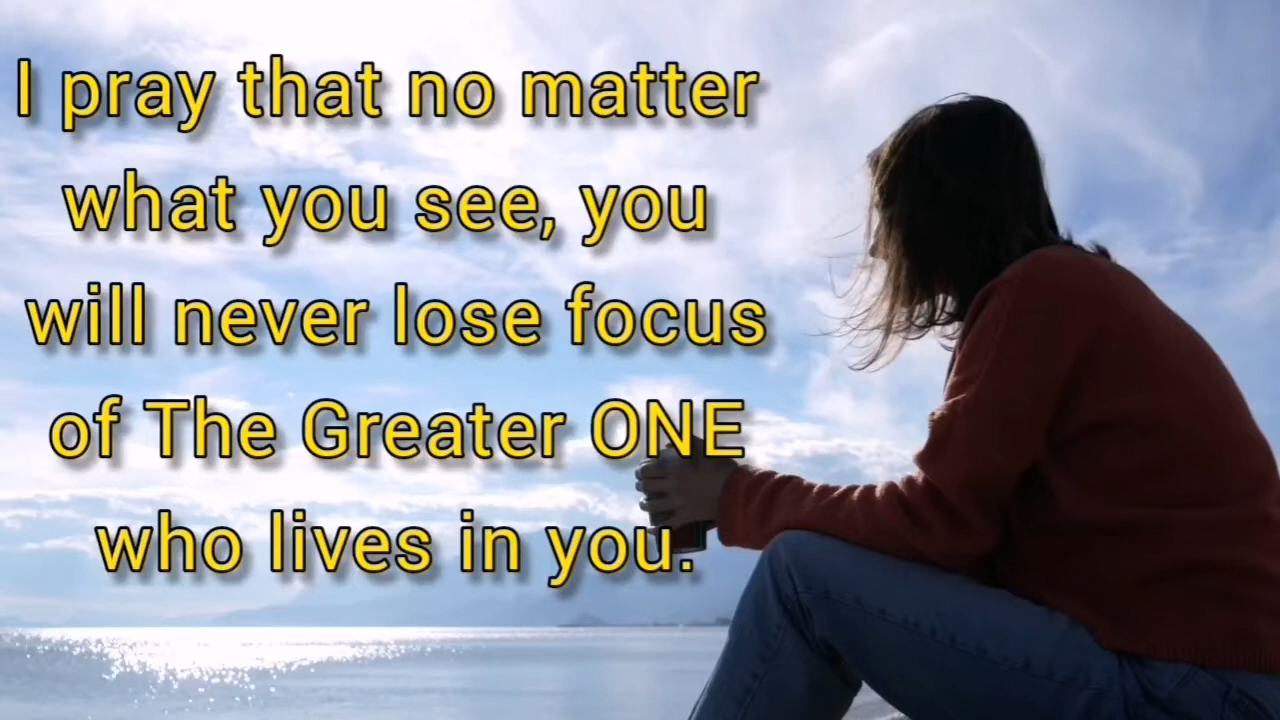 I pray that no matter
what you see, you
will never lose focus
of The Greater ONE
who lives in you.